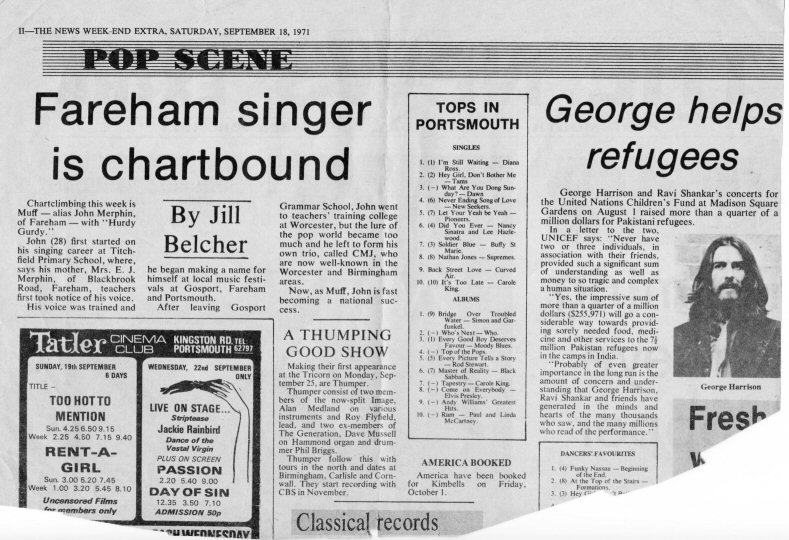 II—THE NEWS WEEK-END EXTRA, SATURDAY, SEPTEMBER 18, 1971
POP SCENE
Fareham singer
is chartbound
Chartclimbing this week is
Muff — alias John Merphin,
of Fareham — with "Hurdy
Gurdy."
John (28) first started on
his singing career at Titch-
field Primary School, where,
says his mother, Mrs. E. J.
Merphin, of Blackbrook
Road, Fareham, teachers
first took notice of his voice.
His voice was trained and
By Jill
Belcher
he began making a name for
himself at local music festi-
vals at Gosport, Fareham
and Portsmouth.
After leaving Gosport
Grammar School, John went
to teachers' training college
at Worcester, but the lure of
the pop world became too
much and he left to form his
own trio, called CMJ, who
are now well-known in the
Worcester and Birmingham
areas.
Now, as Muff, John is fast
becoming a national suc-
cess.
Tatler CINEMA CLUB
KINGSTON RD. TEL
PORTSMOUTH 62797
SUNDAY, 19th SEPTEMBER
6 DAYS
TITLE —
TOO HOT TO
MENTION
Sun. 4.25 6.50 9.15
Week 2.25 4.50 7.15 9.40
RENT-A-
GIRL
Sun. 3.00 5.20 7.45
Week 1.00 3.20 5.45 8.10
Uncensored Films
for members only
WEDNESDAY, 22nd SEPTEMBER
ONLY
LIVE ON STAGE...
Striptease
Jackie Rainbird
Dance of the
Vestal Virgin
PLUS ON SCREEN
PASSION
2.20 5.40 9.00
DAY OF SIN
12.35 3.50 7.10
ADMISSION 50p
WEDNESDAY
A THUMPING
GOOD SHOW
Making their first appearance
at the Tricorn on Monday, Sept-
ember 25, are Thumper.
Thumper consist of two mem-
bers of the now-split Image,
Alan Medland on various
instruments and Roy Flyfield,
lead, and two ex-members of
The Generation, Dave Mussell
on Hammond organ and drum-
mer Phil Briggs.
Thumper follow this with
tours in the north and dates at
Birmingham, Carlisle and Corn-
wall. They start recording with
CBS in November.
Classical records
TOPS IN
PORTSMOUTH
SINGLES
1. (1) I'm Still Waiting — Diana
Ross.
2. (2) Hey Girl, Don't Bother Me
— Tams
3. (—) What Are You Dong Sun-
day? — Dawn
4. (6) Never Ending Song of Love
— New Seekers.
5. (7) Let Your Yeah be Yeah —
Pioneers.
6. (4) Did You Ever — Nancy
Sinatra and Lee Hazle-
wood.
7. (3) Soldier Blue — Buffy St
Marie.
8. (8) Nathan Jones — Supremes.
9. Back Street Love — Curved
Air.
10. (10) It's Too Late — Carole
King.
ALBUMS
1. (9) Bridge Over Troubled
Water — Simon and Gar-
funkel.
2. (—) Who's Next — Who.
3. (1) Every Good Boy Deserves
Favour — Moody Blues.
4. (—) Top of the Pops.
5. (5) Every Picture Tells a Story
— Rod Stewart.
6. (7) Master of Reality — Black
Sabbath.
7. (—) Tapestry — Carole King.
8. (—) Come on Everybody —
Elvis Presley.
9. (—) Andy Williams' Greatest
Hits.
10. (—) Ram — Paul and Linda
McCartney.
AMERICA BOOKED
America have been booked
for Kimbells on Friday,
October 1.
George helps
refugees
George Harrison and Ravi Shankar's concerts for
the United Nations Children's Fund at Madison Square
Gardens on August 1 raised more than a quarter of a
million dollars for Pakistani refugees.
In a letter to the two,
UNICEF says: "Never have
two or three individuals, in
association with their friends,
provided such a significant sum
of understanding as well as
money to so tragic and complex
a human situation.
"Yes, the impressive sum of
more than a quarter of a million
dollars ($255,971) will go a con-
siderable way towards provid-
ing sorely needed food, medi-
cine and other services to the 7½
million Pakistan refugees now
in the camps in India.
"Probably of even greater
importance in the long run is the
amount of concern and under-
standing that George Harrison,
Ravi Shankar and friends have
generated in the minds and
hearts of the many thousands
who saw, and the many millions
who read of the performance."
George Harrison
Fresh
DANCERS' FAVOURITES
1. (4) Funky Nassau — Beginning
of the End.
2. (8) At the Top of the Stairs —
Formations.
3. (3) Hey